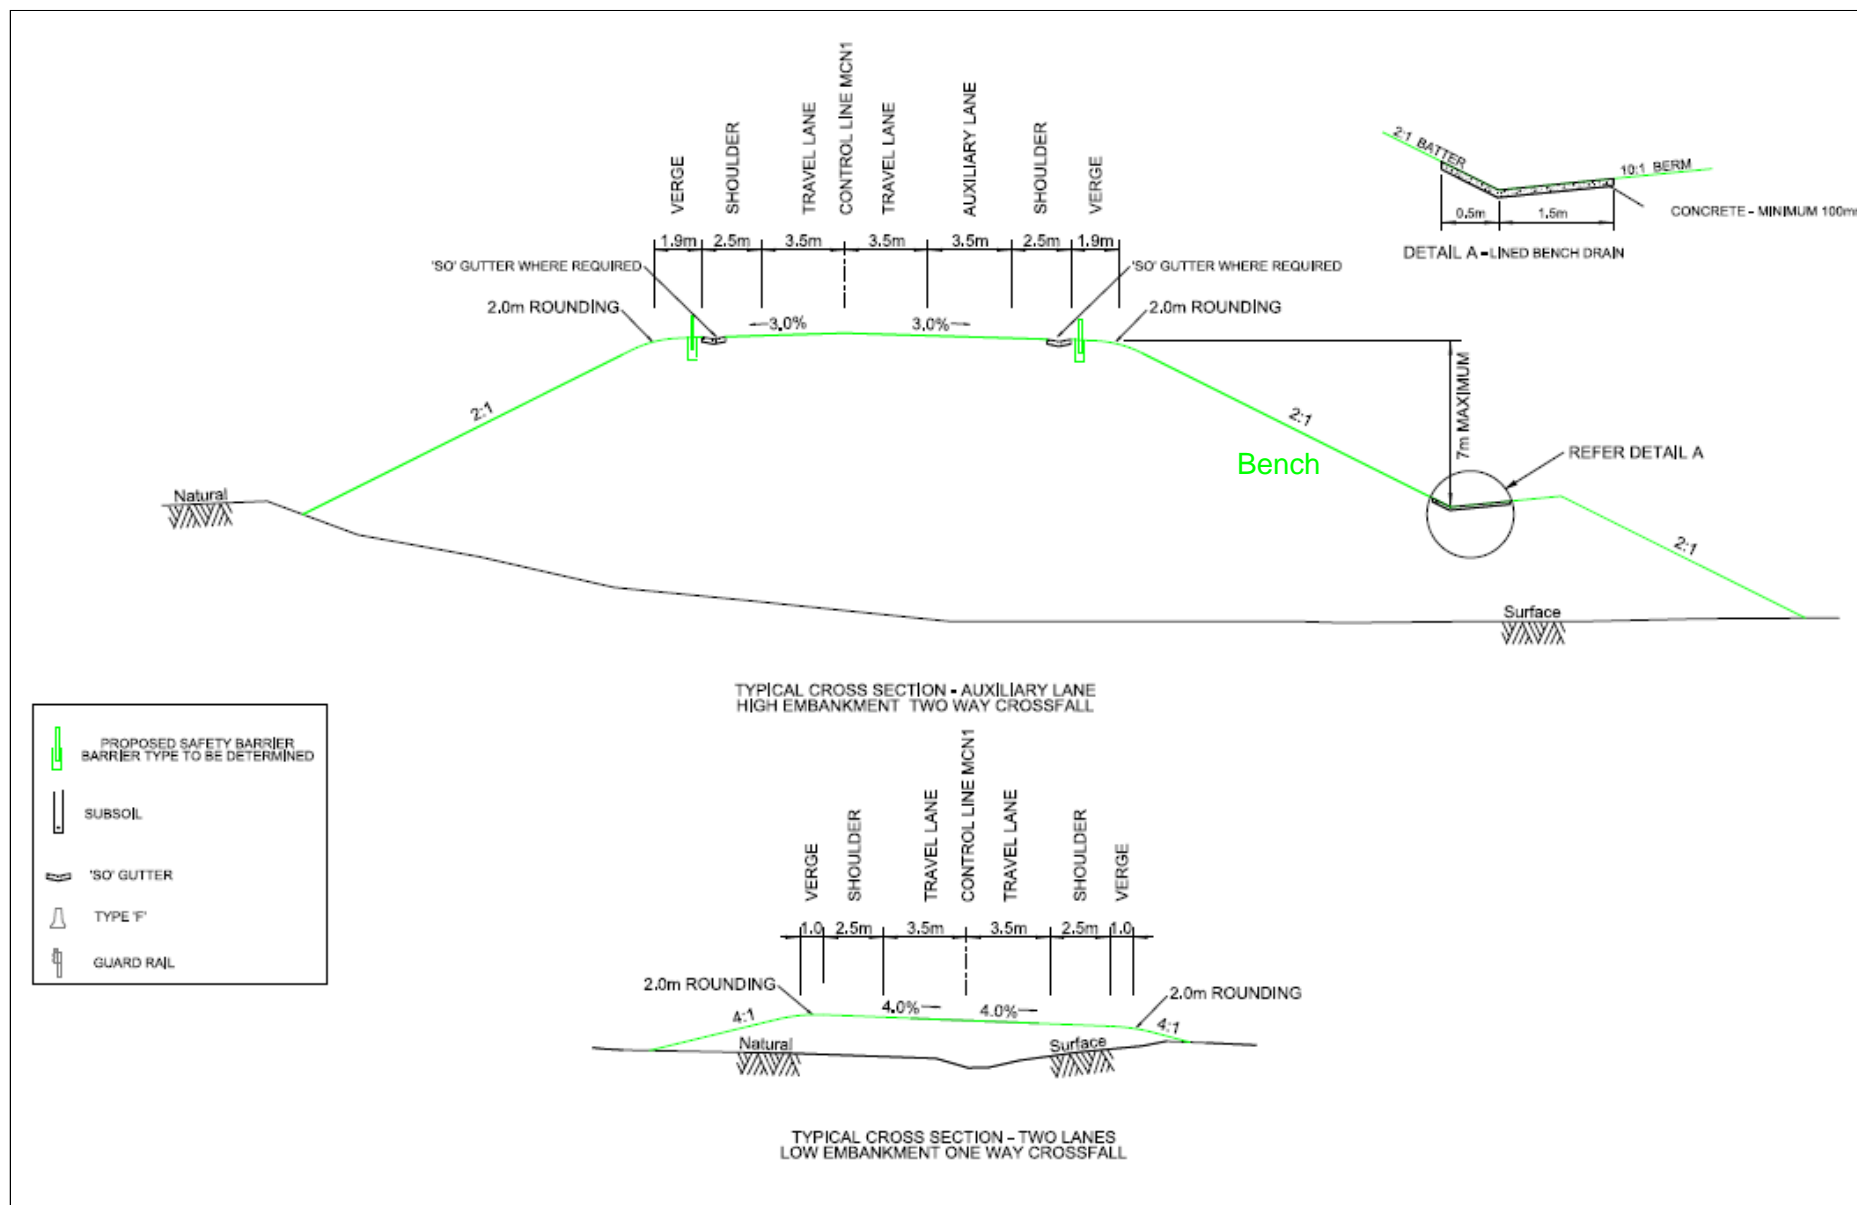 VERGE
SHOULDER
TRAVEL LANE
CONTROL LINE MCN1
TRAVEL LANE
AUXILIARY LANE
SHOULDER
VERGE
1.9m 2.5m 3.5m 3.5m 3.5m 2.5m 1.9m
'SO' GUTTER WHERE REQUIRED
'SO' GUTTER WHERE REQUIRED
2.0m ROUNDING
2.0m ROUNDING
3.0%
3.0%
2:1
2:1
Bench
7m MAXIMUM
REFER DETAIL A
2:1
Natural
Surface
2:1 BATTER
10:1 BERM
0.5m
1.5m
CONCRETE - MINIMUM 100m
DETAIL A - LINED BENCH DRAIN
TYPICAL CROSS SECTION - AUXILIARY LANE
HIGH EMBANKMENT TWO WAY CROSSFALL
PROPOSED SAFETY BARRIER
BARRIER TYPE TO BE DETERMINED
SUBSOIL
'SO' GUTTER
TYPE 'F'
GUARD RAIL
VERGE
SHOULDER
TRAVEL LANE
CONTROL LINE MCN1
TRAVEL LANE
SHOULDER
VERGE
1.0 2.5m 3.5m 3.5m 2.5m 1.0
2.0m ROUNDING
2.0m ROUNDING
4.0%
4.0%
4:1
4:1
Natural
Surface
TYPICAL CROSS SECTION - TWO LANES
LOW EMBANKMENT ONE WAY CROSSFALL